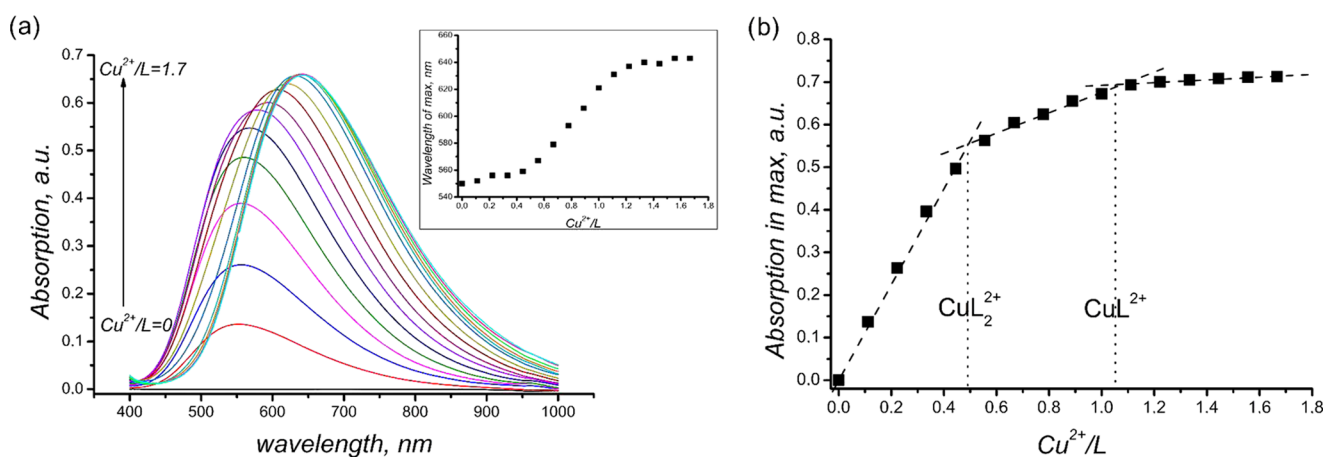 (a)
0.7
0.6
0.5
0.4
0.3
0.2
0.1
0.0
Absorption, a.u.
Cu²⁺/L=1.7
Cu²⁺/L=0
400 500 600 700 800 900 1000
wavelength, nm
640
620
600
580
560
540
Wavelength of max, nm
0.0 0.2 0.4 0.6 0.8 1.0 1.2 1.4 1.6 1.8
Cu²⁺/L
(b)
0.8
0.7
0.6
0.5
0.4
0.3
0.2
0.1
0.0
Absorption in max, a.u.
CuL₂²⁺
CuL²⁺
0.0 0.2 0.4 0.6 0.8 1.0 1.2 1.4 1.6 1.8
Cu²⁺/L